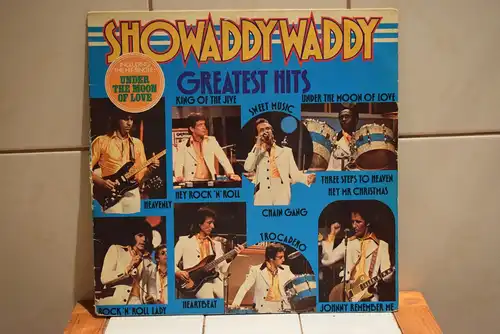 SHOWADDYWADDY
INCLUDING
THE HIT SINGLE
UNDER
THE MOON
OF LOVE
GREATEST HITS
KING OF THE JIVE
SWEET MUSIC
UNDER THE MOON OF LOVE
HEAVENLY
HEY ROCK 'N' ROLL
CHAIN GANG
THREE STEPS TO HEAVEN
HEY MR CHRISTMAS
ROCK 'N' ROLL LADY
HEARTBEAT
TROCADERO
JOHNNY REMEMBER ME